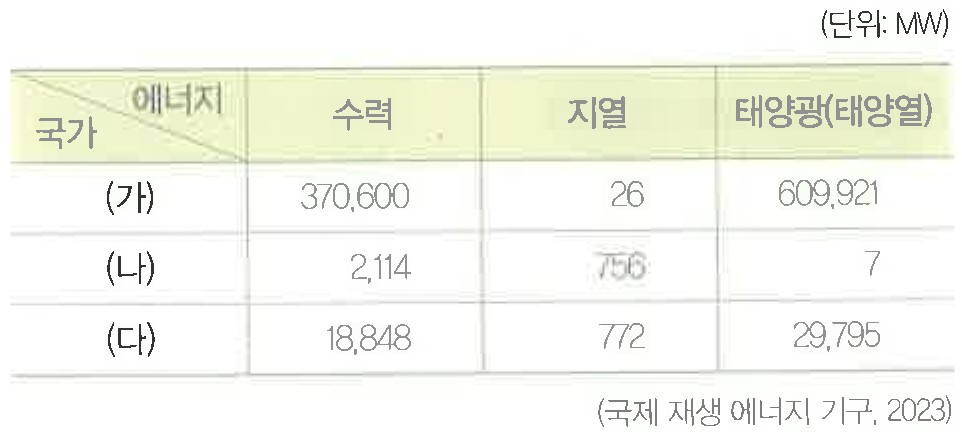 (단위: MW)
에너지
국가 수력 지열 태양광(태양열)
(가) 370,600 26 609,921
(나) 2,114 756 7
(다) 18,848 772 29,795
(국제 재생 에너지 기구, 2023)